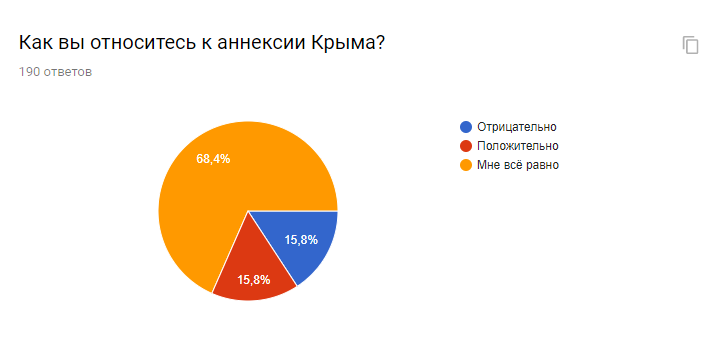 Как вы относитесь к аннексии Крыма?
190 ответов
Отрицательно
Положительно
Мне всё равно
68,4%
15,8%
15,8%